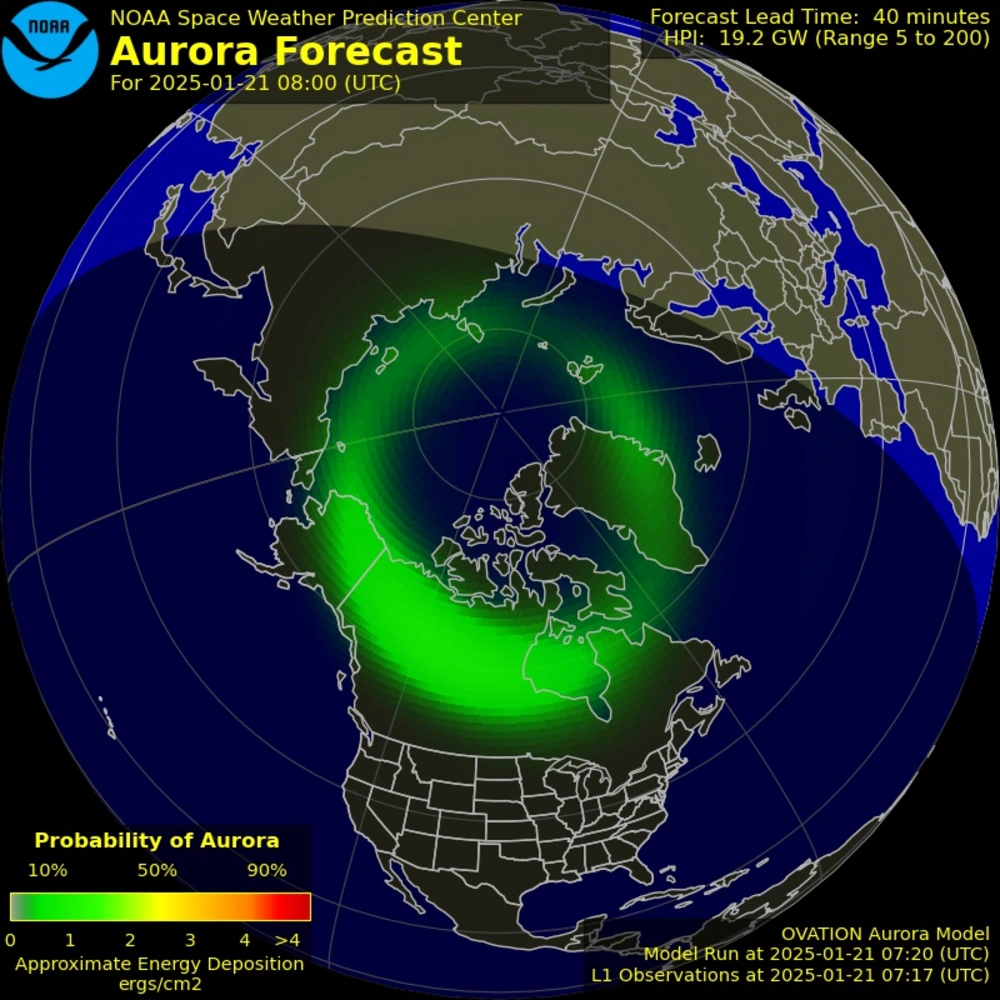 NOAA
NOAA Space Weather Prediction Center
Aurora Forecast
For 2025-01-21 08:00 (UTC)
Forecast Lead Time: 40 minutes
HPI: 19.2 GW (Range 5 to 200)
Probability of Aurora
10% 50% 90%
0 1 2 3 4 >4
Approximate Energy Deposition
ergs/cm2
OVATION Aurora Model
Model Run at 2025-01-21 07:20 (UTC)
L1 Observations at 2025-01-21 07:17 (UTC)